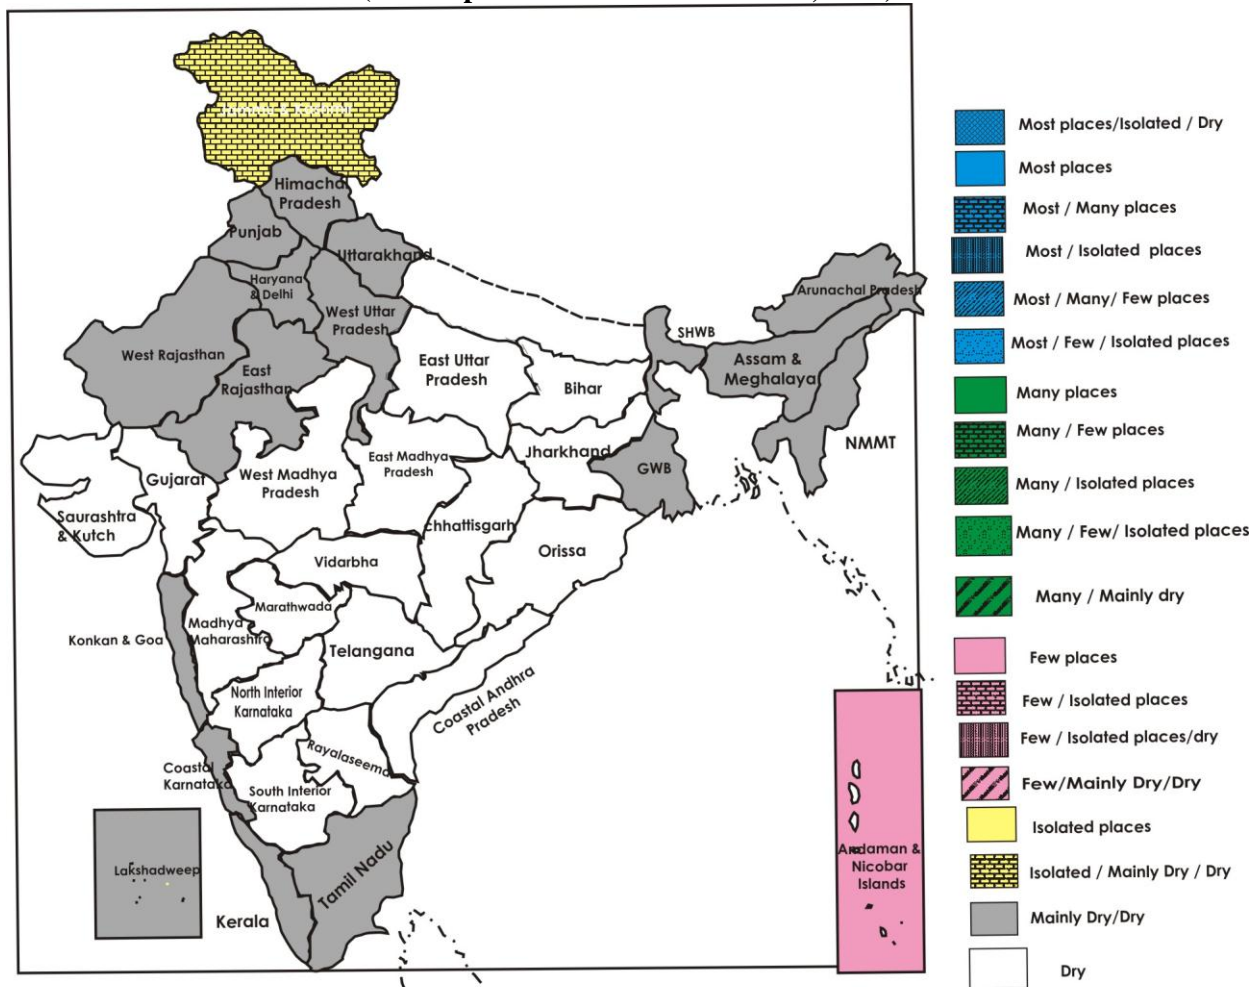 Jammu & Kashmir
Himachal
Pradesh
Punjab
Uttarakhand
Haryana
& Delhi
West Uttar
Pradesh
West Rajasthan
East
Rajasthan
East Uttar
Pradesh
Bihar
SHWB
Arunachal Pradesh
Assam &
Meghalaya
NMMT
Gujarat
West Madhya
Pradesh
East Madhya
Pradesh
Jharkhand
GWB
Saurashtra
& Kutch
chhattisgarh
Orissa
Vidarbha
Marathwada
Madhya
Maharashtra
Konkan & Goa
Telangana
North Interior
Karnataka
Coastal Andhra
Pradesh
Rayalaseema
Coastal
Karnataka
South Interior
Karnataka
Tamil Nadu
Lakshadweep
Kerala
Andaman &
Nicobar
Islands
Most places/Isolated / Dry
Most places
Most / Many places
Most / Isolated places
Most / Many/ Few places
Most / Few / Isolated places
Many places
Many / Few places
Many / Isolated places
Many / Few/ Isolated places
Many / Mainly dry
Few places
Few / Isolated places
Few / Isolated places/dry
Few/Mainly Dry/Dry
Isolated places
Isolated / Mainly Dry / Dry
Mainly Dry/Dry
Dry